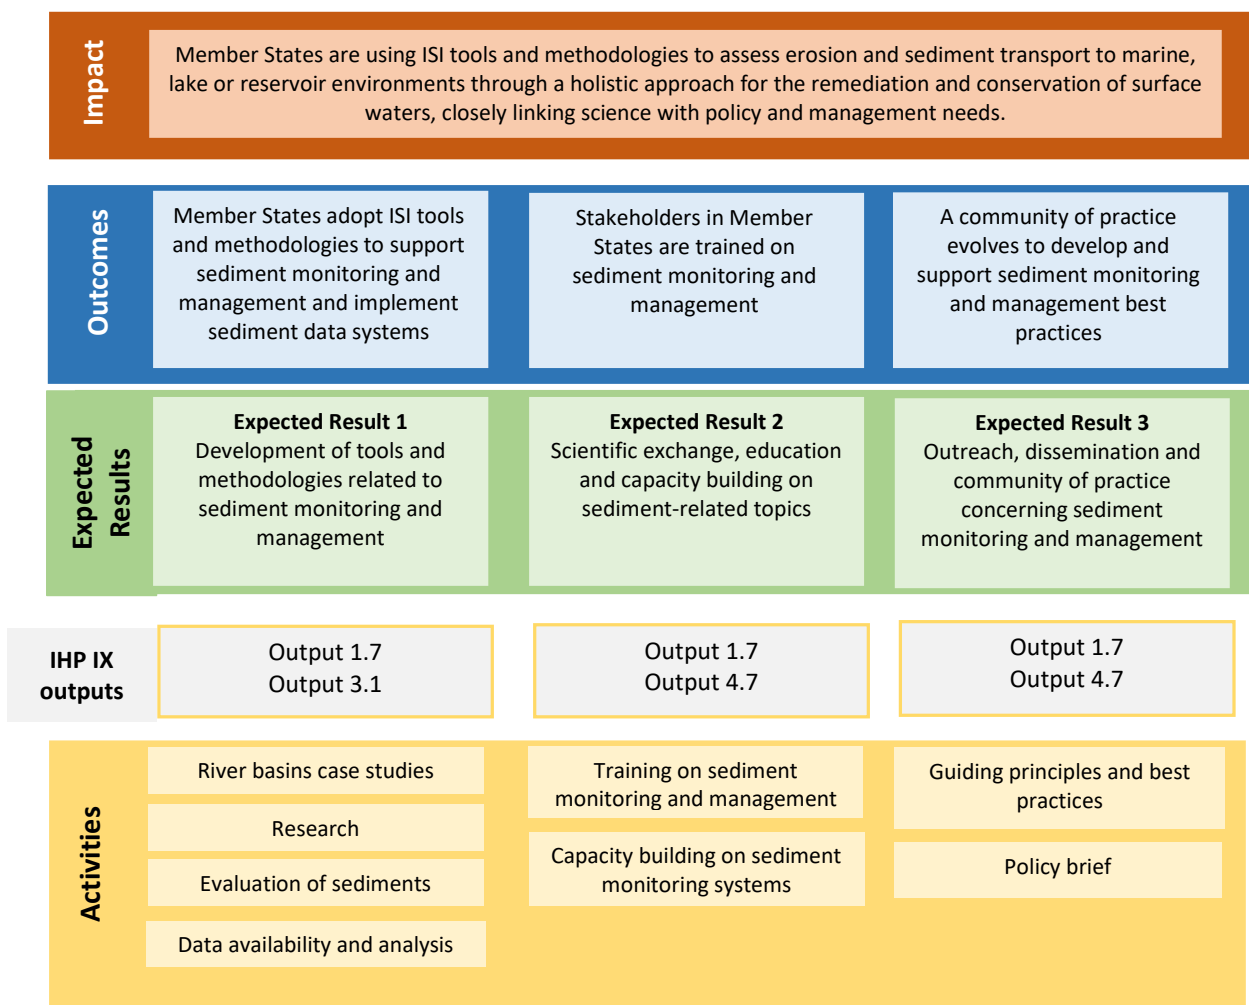 Impact
Member States are using ISI tools and methodologies to assess erosion and sediment transport to marine,
lake or reservoir environments through a holistic approach for the remediation and conservation of surface
waters, closely linking science with policy and management needs.
Outcomes
Member States adopt ISI tools
and methodologies to support
sediment monitoring and
management and implement
sediment data systems
Stakeholders in Member
States are trained on
sediment monitoring and
management
A community of practice
evolves to develop and
support sediment monitoring
and management best
practices
Expected
Results
Expected Result 1
Development of tools and
methodologies related to
sediment monitoring and
management
Expected Result 2
Scientific exchange, education
and capacity building on
sediment-related topics
Expected Result 3
Outreach, dissemination and
community of practice
concerning sediment
monitoring and management
IHP IX
outputs
Output 1.7
Output 3.1
Output 1.7
Output 4.7
Output 1.7
Output 4.7
Activities
River basins case studies
Research
Evaluation of sediments
Data availability and analysis
Training on sediment
monitoring and management
Capacity building on sediment
monitoring systems
Guiding principles and best
practices
Policy brief